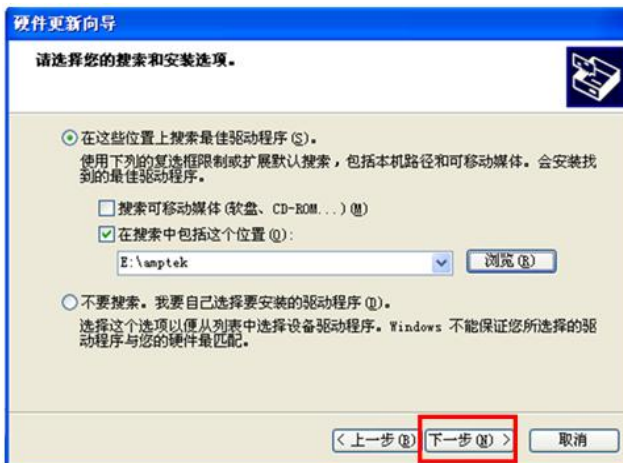 硬件更新向导
请选择您的搜索和安装选项。
在这些位置上搜索最佳驱动程序(S)。
使用下列的复选框限制或扩展默认搜索，包括本机路径和可移动媒体。会安装找
到的最佳驱动程序。
搜索可移动媒体(软盘、CD-ROM...)(M)
在搜索中包括这个位置(O):
E:\amptek
浏览(R)
不要搜索。我要自己选择要安装的驱动程序(D)。
选择这个选项以便从列表中选择设备驱动程序。Windows 不能保证您所选择的驱
动程序与您的硬件最匹配。
< 上一步(B) 下一步(N) > 取消